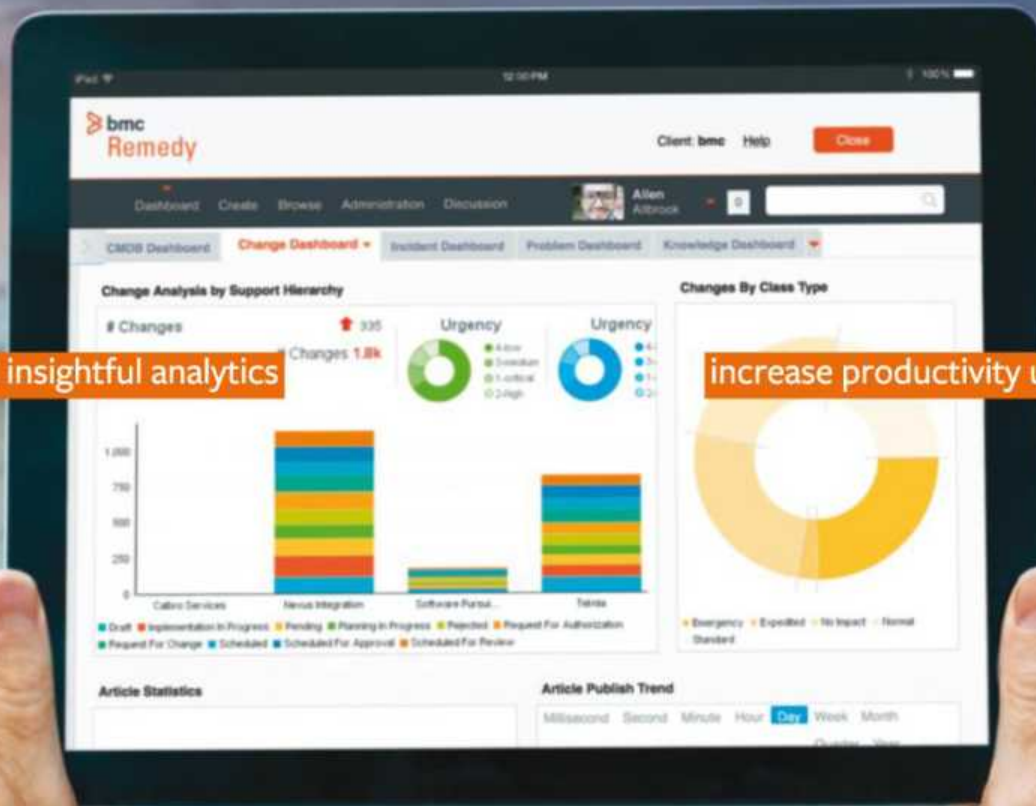 iPad
12:00 PM
100%
bmc
Remedy
Client: bmc Help Close
Dashboard Create Browse Administration Discussion
Allen
Allbrook
0
CMDB Dashboard Change Dashboard Incident Dashboard Problem Dashboard Knowledge Dashboard
Change Analysis by Support Hierarchy
# Changes 335
# Changes 1.8k
Urgency
4-low
3-medium
1-critical
2-high
Urgency
Changes By Class Type
insightful analytics
increase productivity
1,000
750
500
250
0
Calbro Services Nexus Integration Software Pursui... Telnia
Draft Implementation In Progress Pending Planning In Progress Rejected Request For Authorization
Request For Change Scheduled Scheduled For Approval Scheduled For Review
Emergency Expedited No Impact Normal
Standard
Article Statistics
Article Publish Trend
Millisecond Second Minute Hour Day Week Month
Quarter Year